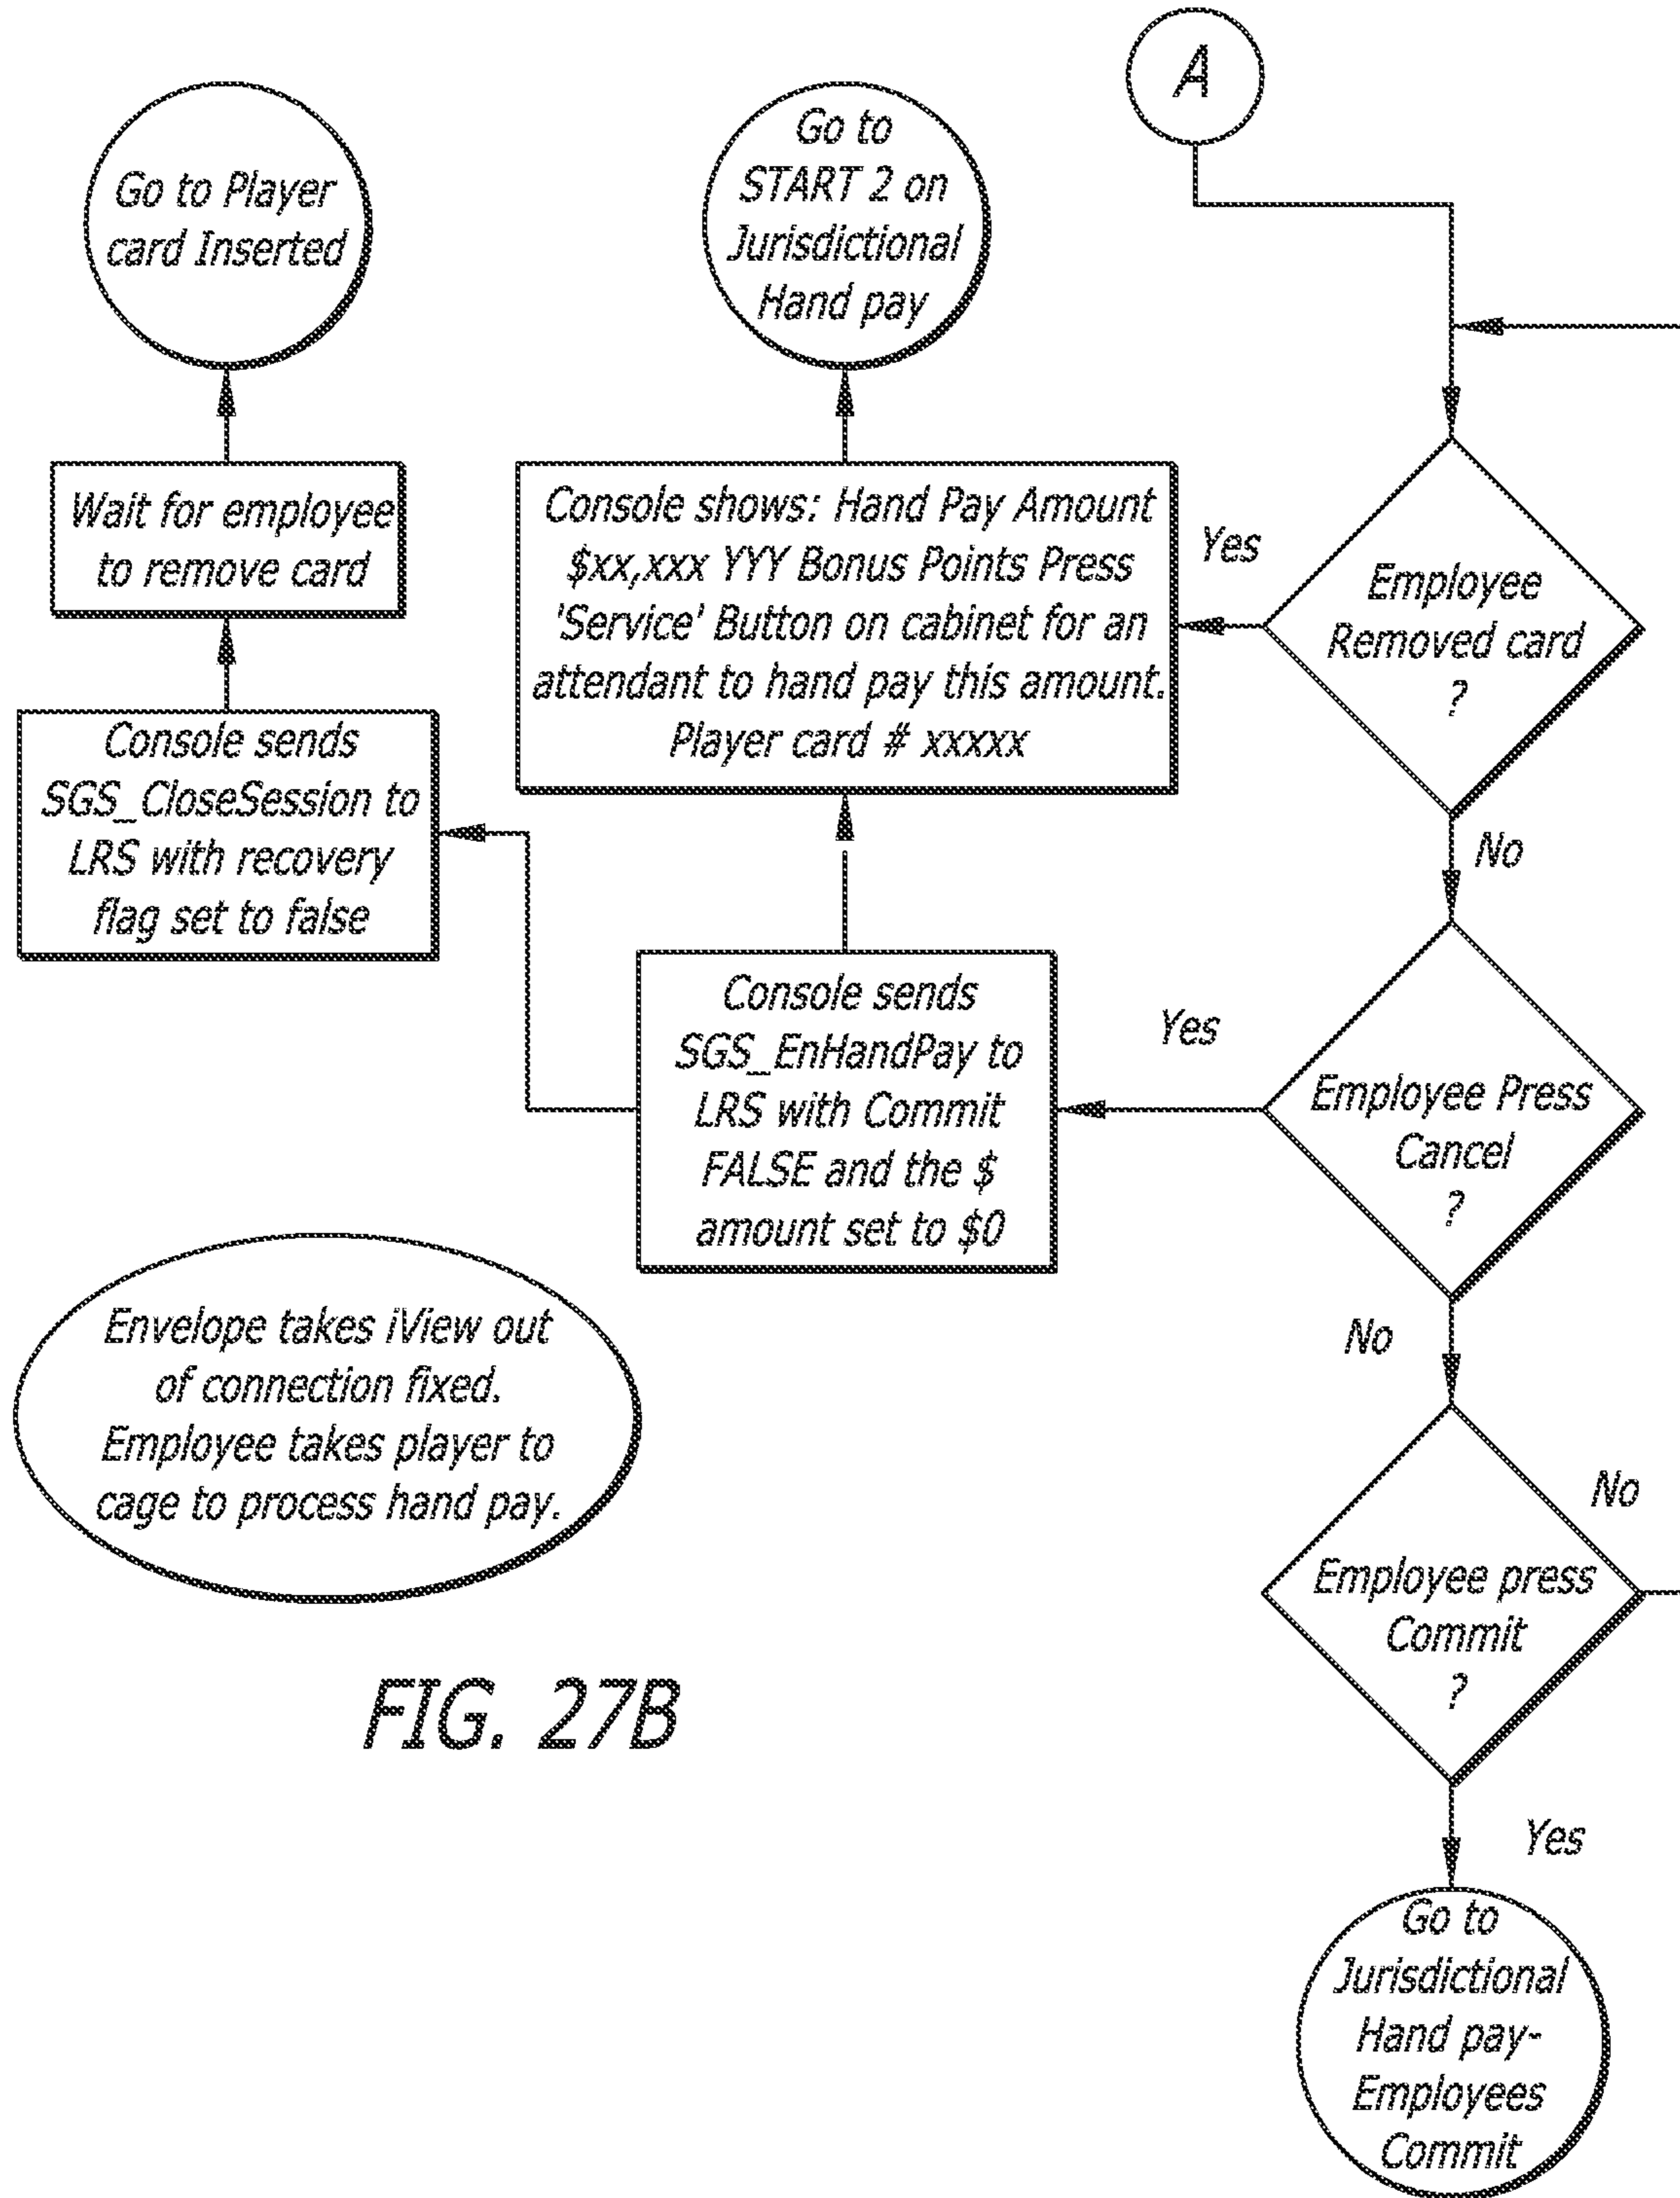 A
Go to Player
card Inserted
Go to
START 2 on
Jurisdictional
Hand pay
Wait for employee
to remove card
Console shows: Hand Pay Amount
$xx,xxx YYY Bonus Points Press
'Service' Button on cabinet for an
attendant to hand pay this amount.
Player card # xxxxx
Yes
Employee
Removed card
?
Console sends
SGS_CloseSession to
LRS with recovery
flag set to false
No
Console sends
SGS_EnHandPay to
LRS with Commit
FALSE and the $
amount set to $0
Yes
Employee Press
Cancel
?
Envelope takes iView out
of connection fixed.
Employee takes player to
cage to process hand pay.
No
No
Employee press
Commit
?
FIG. 27B
Yes
Go to
Jurisdictional
Hand pay-
Employees
Commit